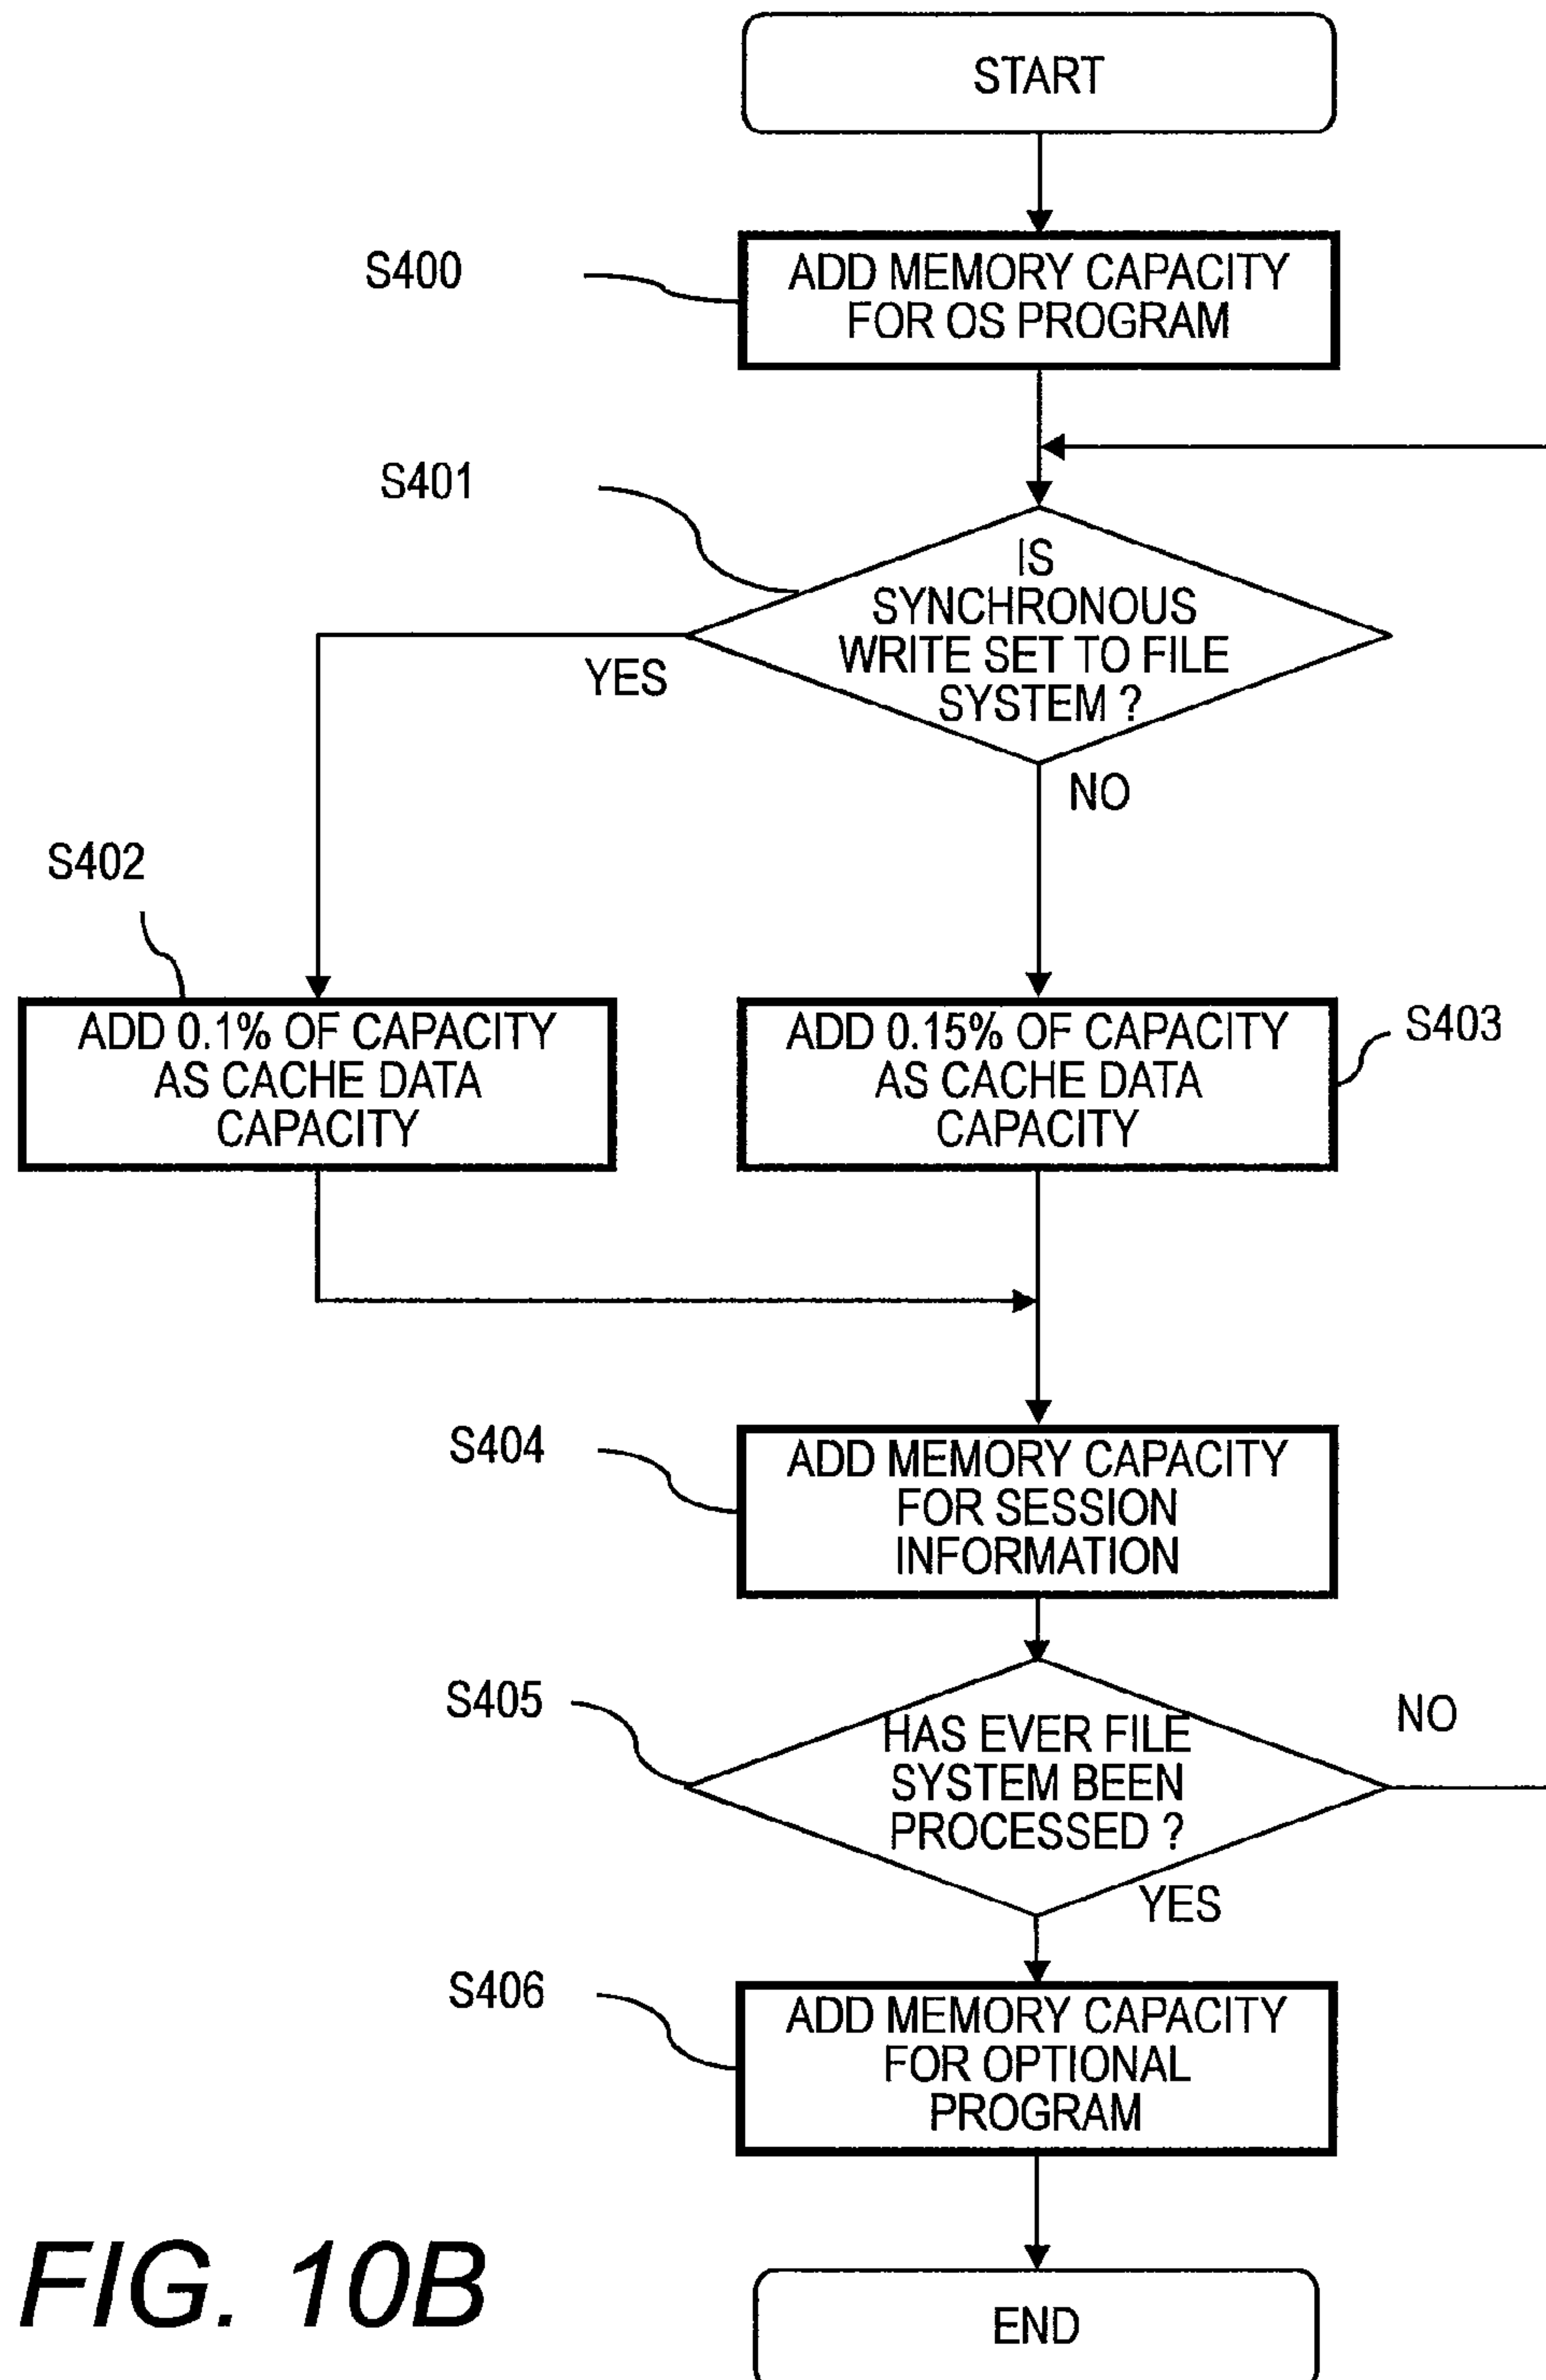 START
S400
ADD MEMORY CAPACITY
FOR OS PROGRAM
S401
IS
SYNCHRONOUS
WRITE SET TO FILE
SYSTEM ?
YES
NO
S402
ADD 0.1% OF CAPACITY
AS CACHE DATA
CAPACITY
ADD 0.15% OF CAPACITY
AS CACHE DATA
CAPACITY
S403
S404
ADD MEMORY CAPACITY
FOR SESSION
INFORMATION
S405
HAS EVER FILE
SYSTEM BEEN
PROCESSED ?
NO
YES
S406
ADD MEMORY CAPACITY
FOR OPTIONAL
PROGRAM
FIG. 10B
END